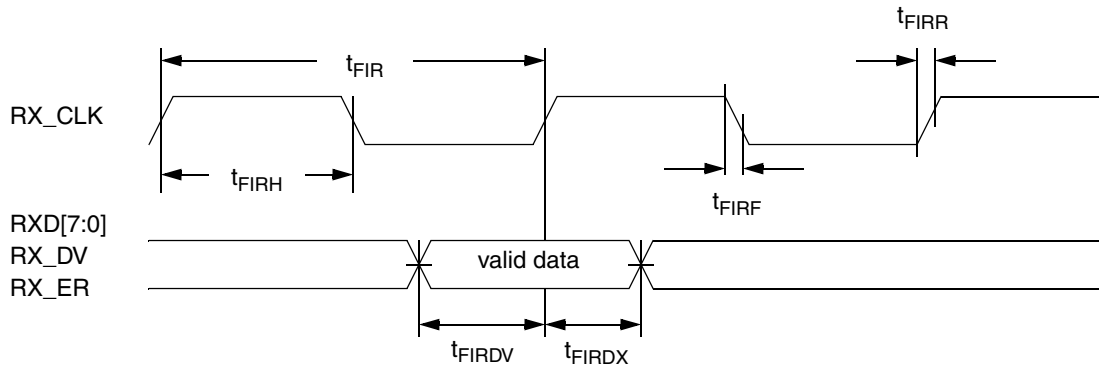 tFIRR
tFIR
RX_CLK
tFIRH
tFIRF
RXD[7:0]
RX_DV
valid data
RX_ER
tFIRDV
tFIRDX